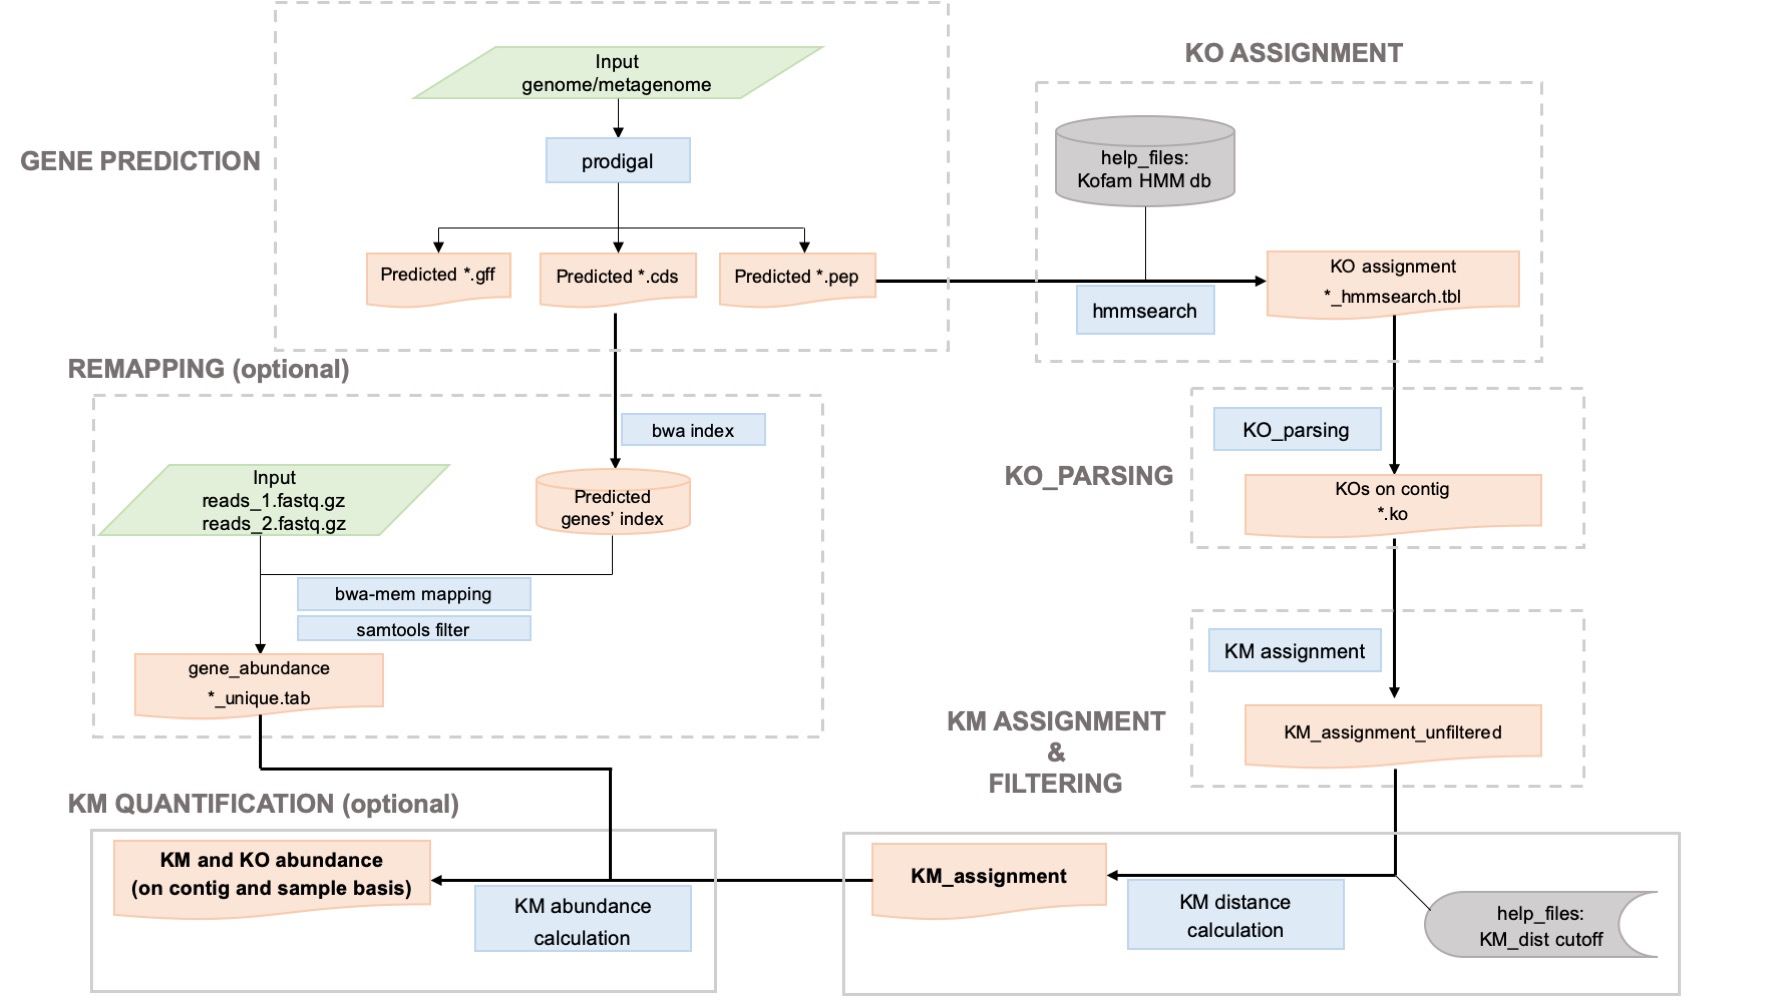 Input
genome/metagenome
GENE PREDICTION
prodigal
Predicted *.gff
Predicted *.cds
Predicted *.pep
KO ASSIGNMENT
help_files:
Kofam HMM db
hmmsearch
KO assignment
*_hmmsearch.tbl
REMAPPING (optional)
bwa index
Input
reads_1.fastq.gz
reads_2.fastq.gz
Predicted
genes’ index
bwa-mem mapping
samtools filter
gene_abundance
*_unique.tab
KO_PARSING
KO_parsing
KOs on contig
*.ko
KM ASSIGNMENT
&
FILTERING
KM assignment
KM_assignment_unfiltered
KM QUANTIFICATION (optional)
KM and KO abundance
(on contig and sample basis)
KM abundance
calculation
KM_assignment
KM distance
calculation
help_files:
KM_dist cutoff